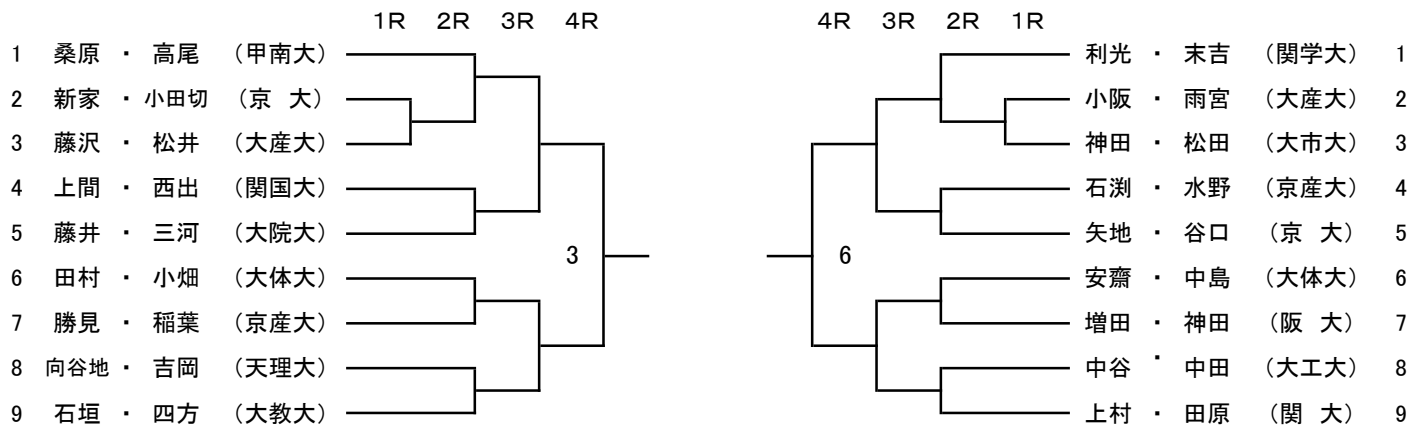 1R 2R 3R 4R 4R 3R 2R 1R
1 桑原 ・ 高尾 (甲南大) 利光 ・ 末吉 (関学大) 1
2 新家 ・ 小田切 (京 大) 小阪 ・ 雨宮 (大産大) 2
3 藤沢 ・ 松井 (大産大) 神田 ・ 松田 (大市大) 3
4 上間 ・ 西出 (関国大) 石渕 ・ 水野 (京産大) 4
5 藤井 ・ 三河 (大院大) 矢地 ・ 谷口 (京 大) 5
3 6
6 田村 ・ 小畑 (大体大) 安齋 ・ 中島 (大体大) 6
7 勝見 ・ 稲葉 (京産大) 増田 ・ 神田 (阪 大) 7
8 向谷地 ・ 吉岡 (天理大) 中谷 ・ 中田 (大工大) 8
9 石垣 ・ 四方 (大教大) 上村 ・ 田原 (関 大) 9